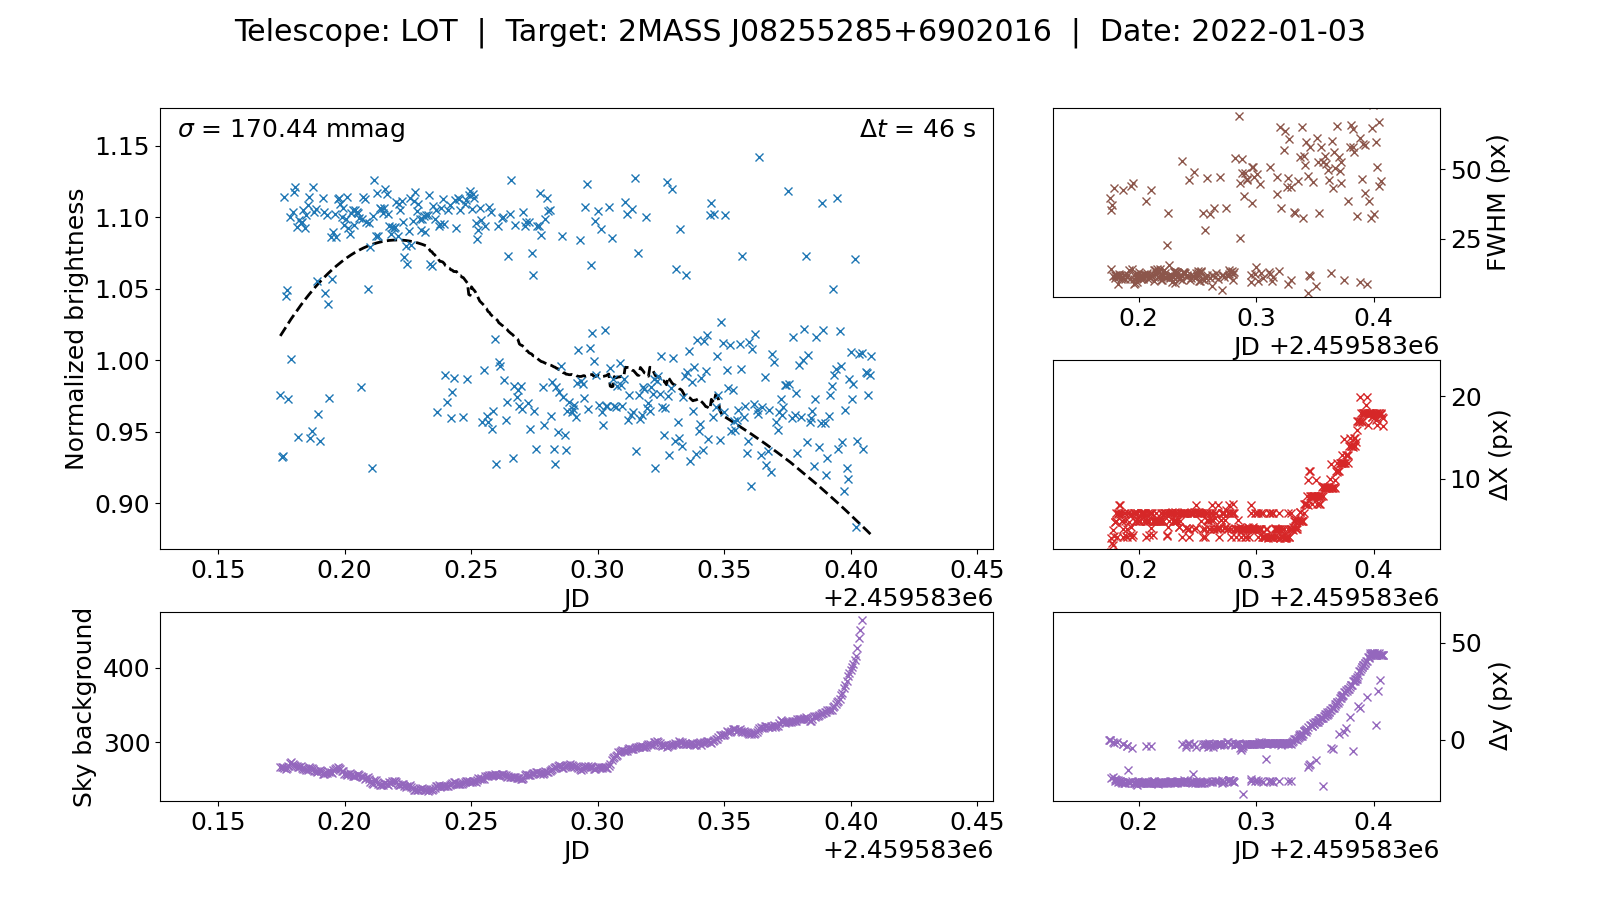 Telescope: LOT | Target: 2MASS J08255285+6902016 | Date: 2022-01-03
σ = 170.44 mmag
Δt = 46 s
Normalized brightness
1.15
1.10
1.05
1.00
0.95
0.90
0.15 0.20 0.25 0.30 0.35 0.40 0.45
JD
+2.459583e6
FWHM (px)
50
25
0.2 0.3 0.4
JD +2.459583e6
ΔX (px)
20
10
0.2 0.3 0.4
JD +2.459583e6
Sky background
400
300
0.15 0.20 0.25 0.30 0.35 0.40 0.45
JD
+2.459583e6
Δy (px)
50
0
0.2 0.3 0.4
JD +2.459583e6